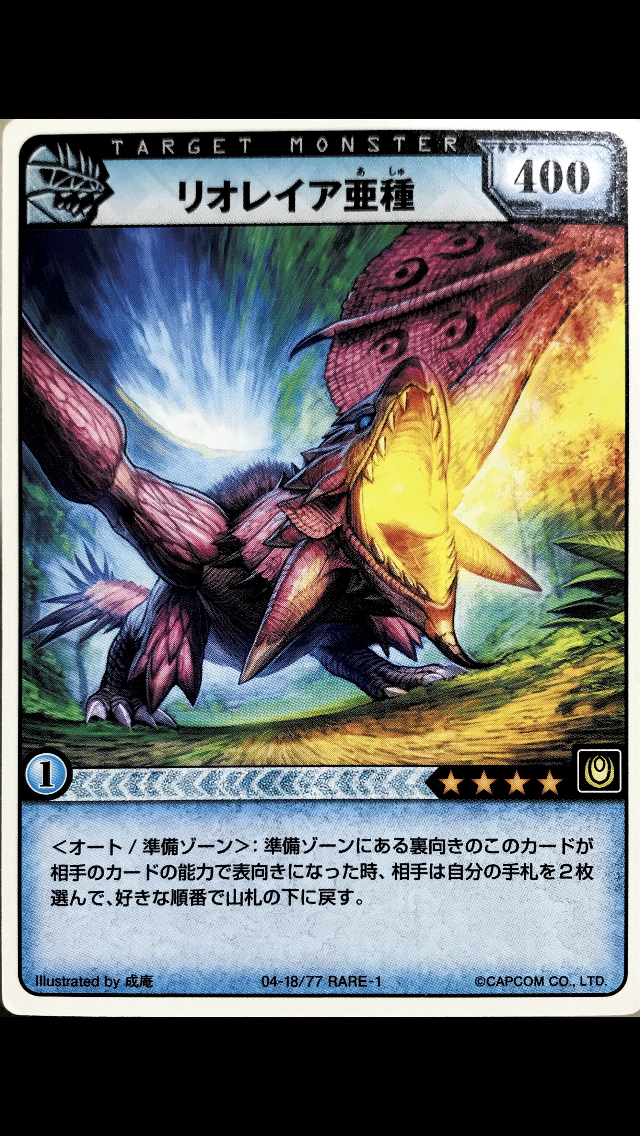 TARGET MONSTER
リオレイア亜種
あ しゅ
400
1
<オート / 準備ゾーン>：準備ゾーンにある裏向きのこのカードが
相手のカードの能力で表向きになった時、相手は自分の手札を２枚
選んで、好きな順番で山札の下に戻す。
Illustrated by 成庵 04-18/77 RARE-1 ©CAPCOM CO., LTD.